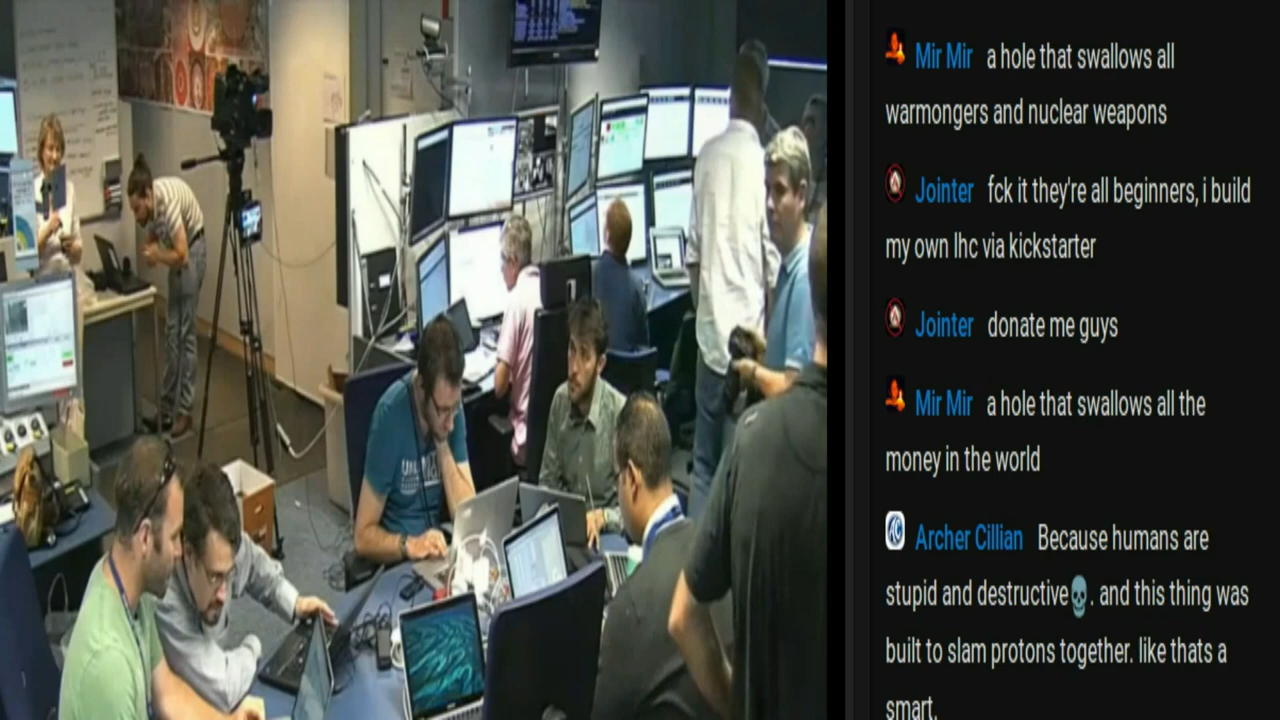 Mir Mir a hole that swallows all
warmongers and nuclear weapons
Jointer fck it they're all beginners, i build
my own lhc via kickstarter
Jointer donate me guys
Mir Mir a hole that swallows all the
money in the world
Archer Cillian Because humans are
stupid and destructive💀. and this thing was
built to slam protons together. like thats a
smart.